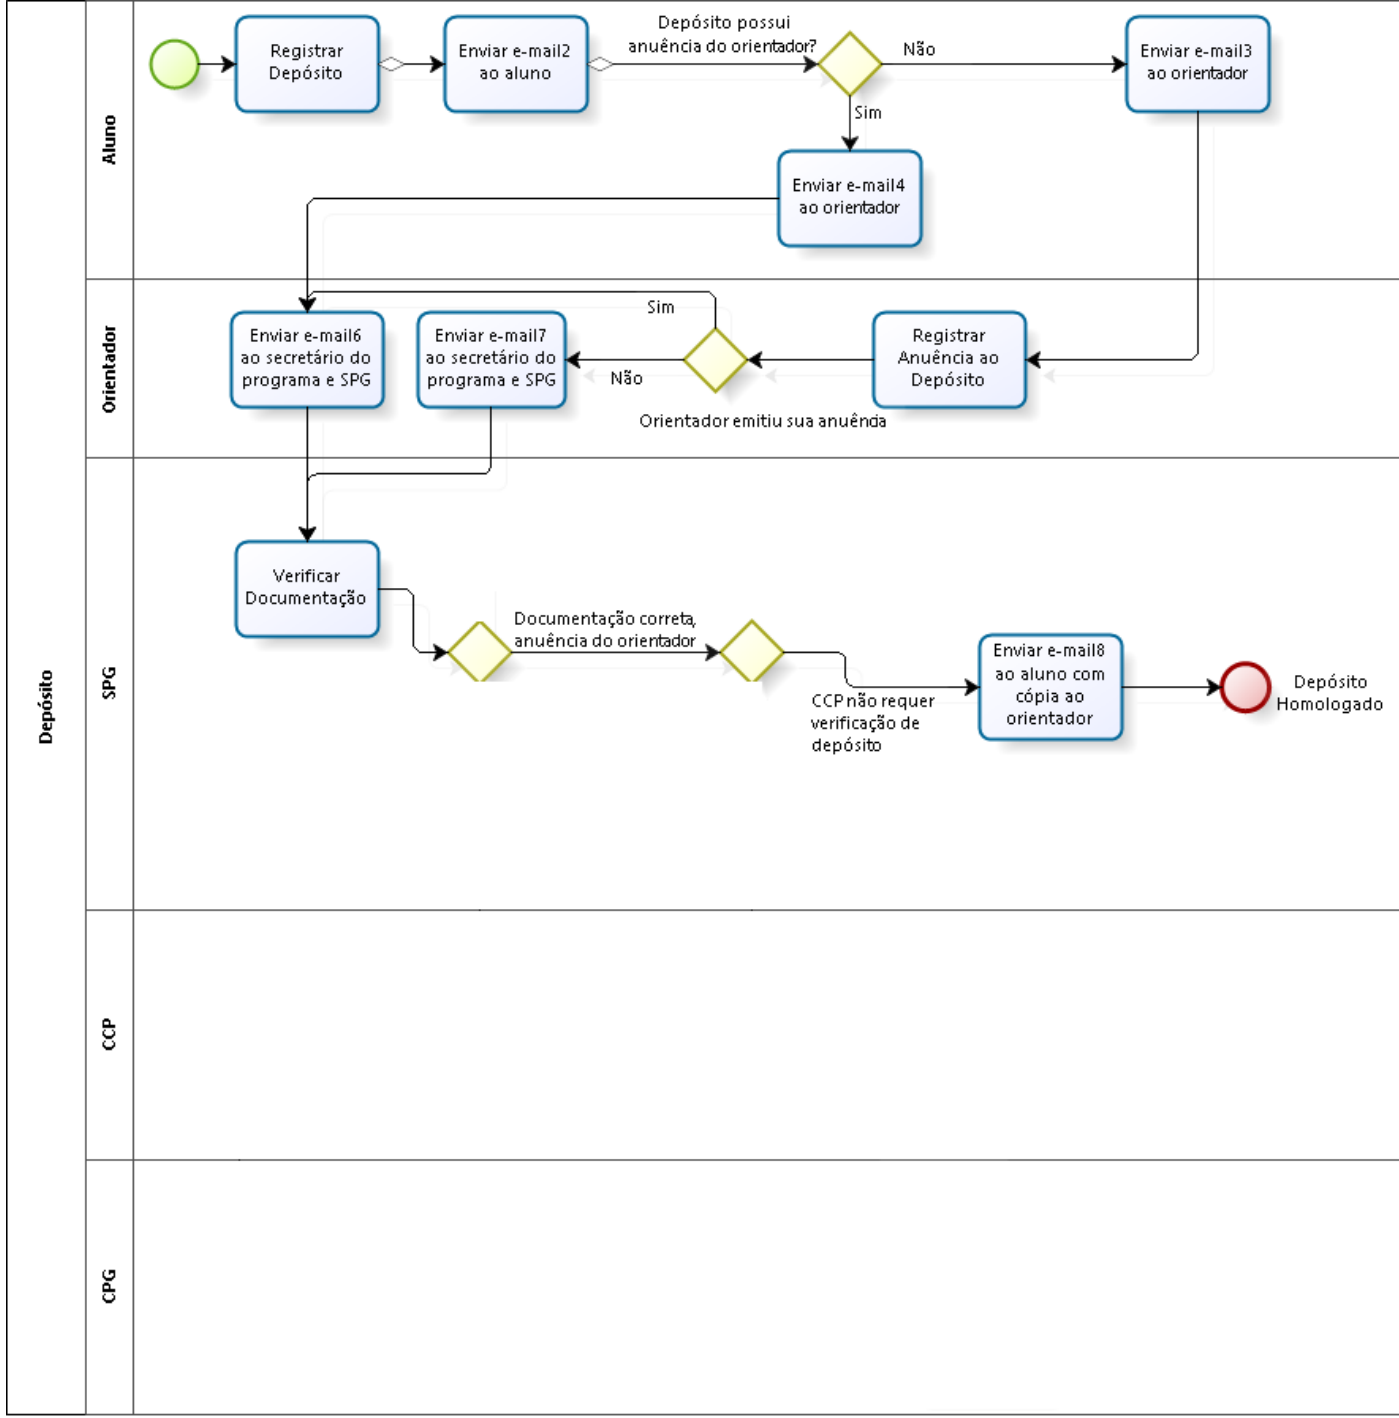 Depósito
Aluno
Registrar
Depósito
Enviar e-mail2
ao aluno
Depósito possui
anuência do orientador?
Não
Enviar e-mail3
ao orientador
Sim
Enviar e-mail4
ao orientador
Orientador
Enviar e-mail6
ao secretário do
programa e SPG
Enviar e-mail7
ao secretário do
programa e SPG
Sim
Não
Orientador emitiu sua anuência
Registrar
Anuência ao
Depósito
SPG
Verificar
Documentação
Documentação correta,
anuência do orientador
CCP não requer
verificação de
depósito
Enviar e-mail8
ao aluno com
cópia ao
orientador
Depósito
Homologado
CCP
CPG